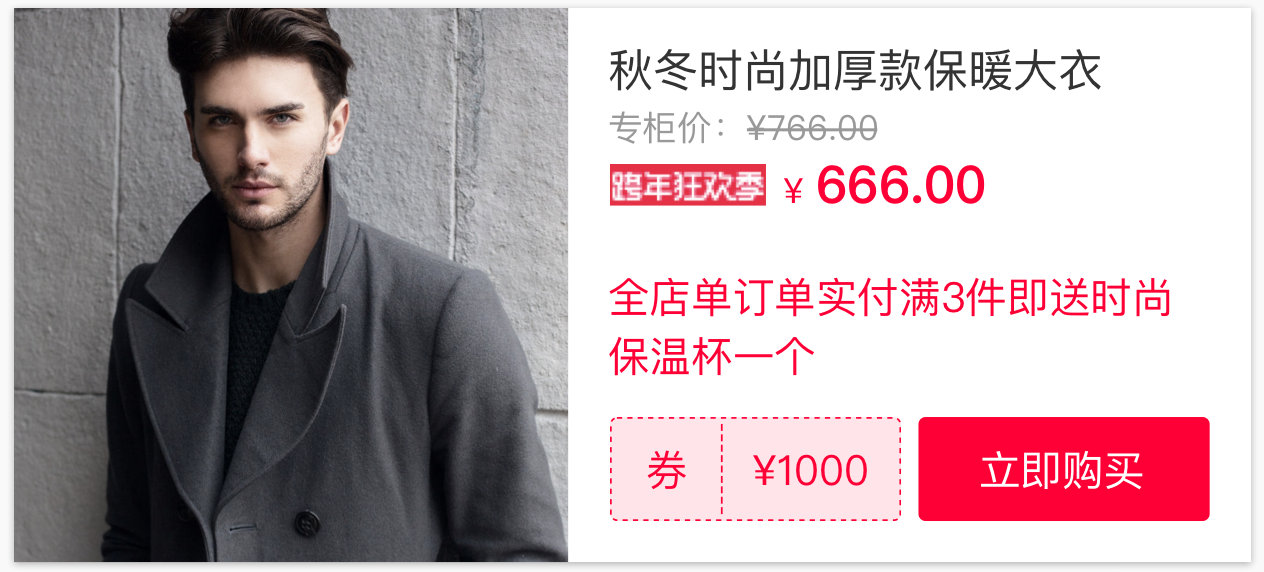 秋冬时尚加厚款保暖大衣
专柜价：¥766.00
跨年狂欢季 ¥ 666.00
全店单订单实付满3件即送时尚
保温杯一个
券 ¥1000 立即购买